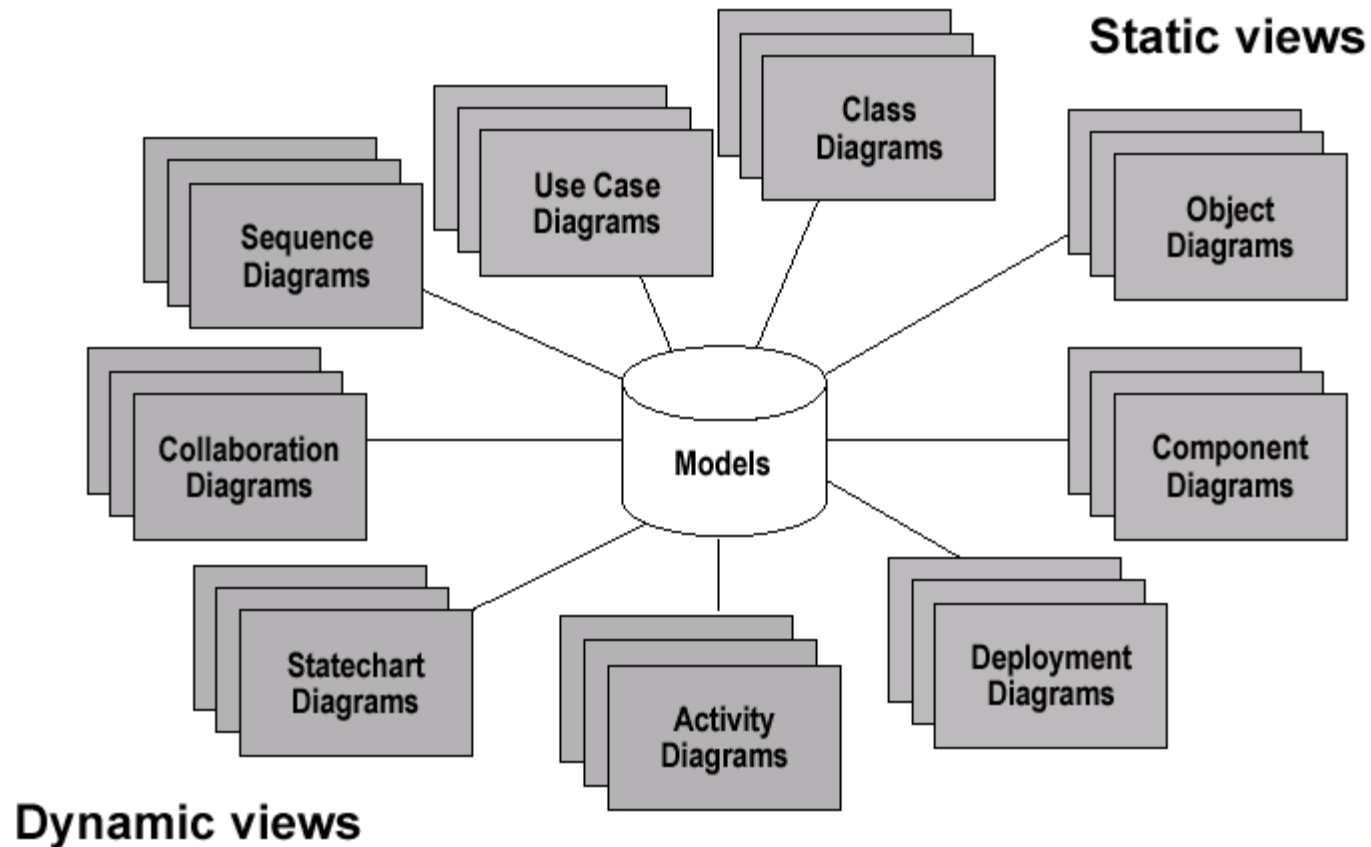 Static views
Class
Diagrams
Use Case
Diagrams
Object
Diagrams
Sequence
Diagrams
Collaboration
Diagrams
Models
Component
Diagrams
Statechart
Diagrams
Activity
Diagrams
Deployment
Diagrams
Dynamic views